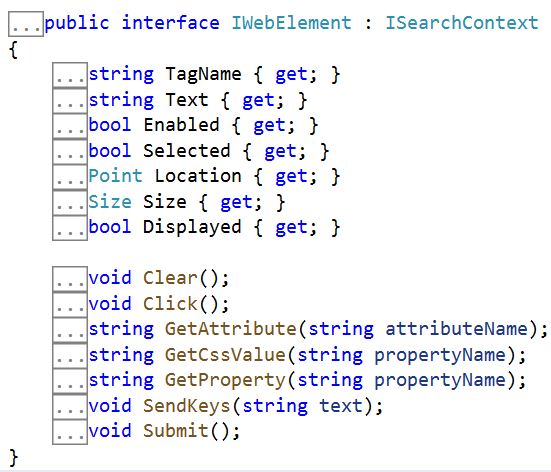 ...public interface IWebElement : ISearchContext
{
...string TagName { get; }
...string Text { get; }
...bool Enabled { get; }
...bool Selected { get; }
...Point Location { get; }
...Size Size { get; }
...bool Displayed { get; }
...void Clear();
...void Click();
...string GetAttribute(string attributeName);
...string GetCssValue(string propertyName);
...string GetProperty(string propertyName);
...void SendKeys(string text);
...void Submit();
}